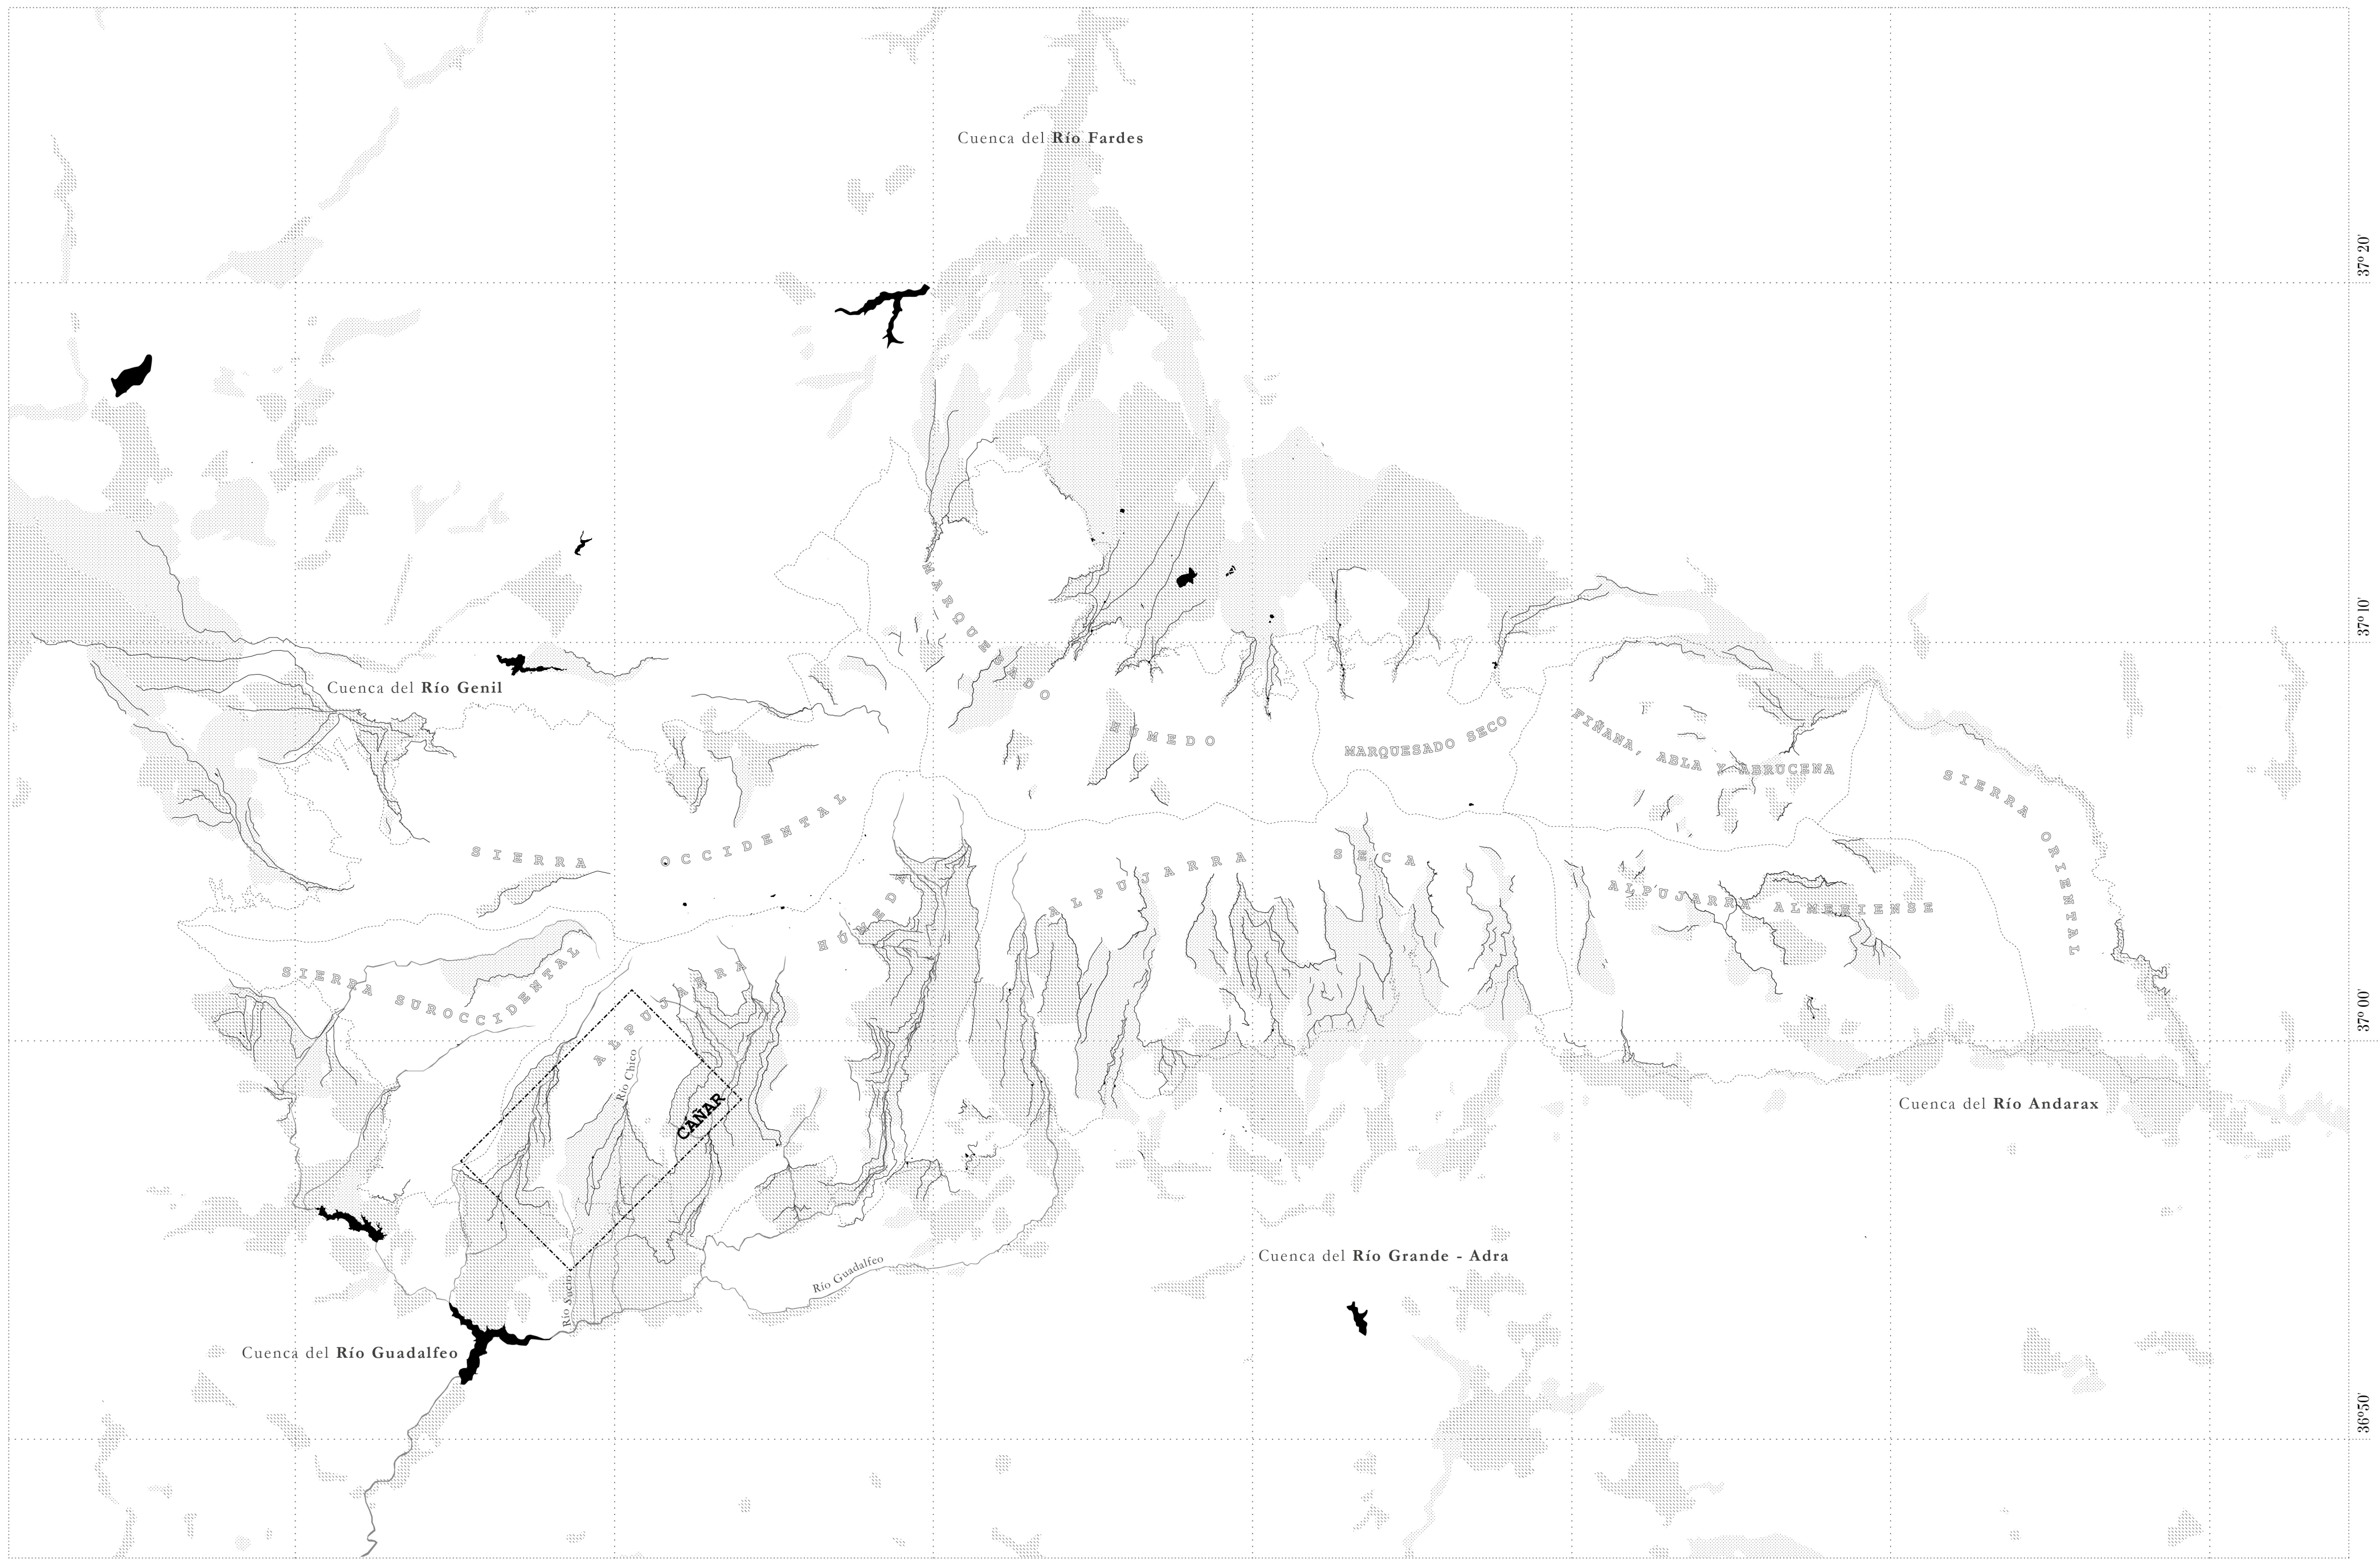 Cuenca del Río Fardes
37º 20'
37º 10'
MARQUESADO HÚMEDO
Cuenca del Río Genil
MARQUESADO SECO
FIÑANA, ABLA Y ABRUCENA
SIERRA ORIENTAL
SIERRA OCCIDENTAL
ALPUJARRA SECA
ALPUJARRA ALMERIENSE
ALPUJARRA HÚMEDA
SIERRA SUROCCIDENTAL
37º 00'
Río Chico
CÁÑAR
Cuenca del Río Andarax
Cuenca del Río Grande - Adra
Río Guadalfeo
Río Sucio
Cuenca del Río Guadalfeo
36º50'